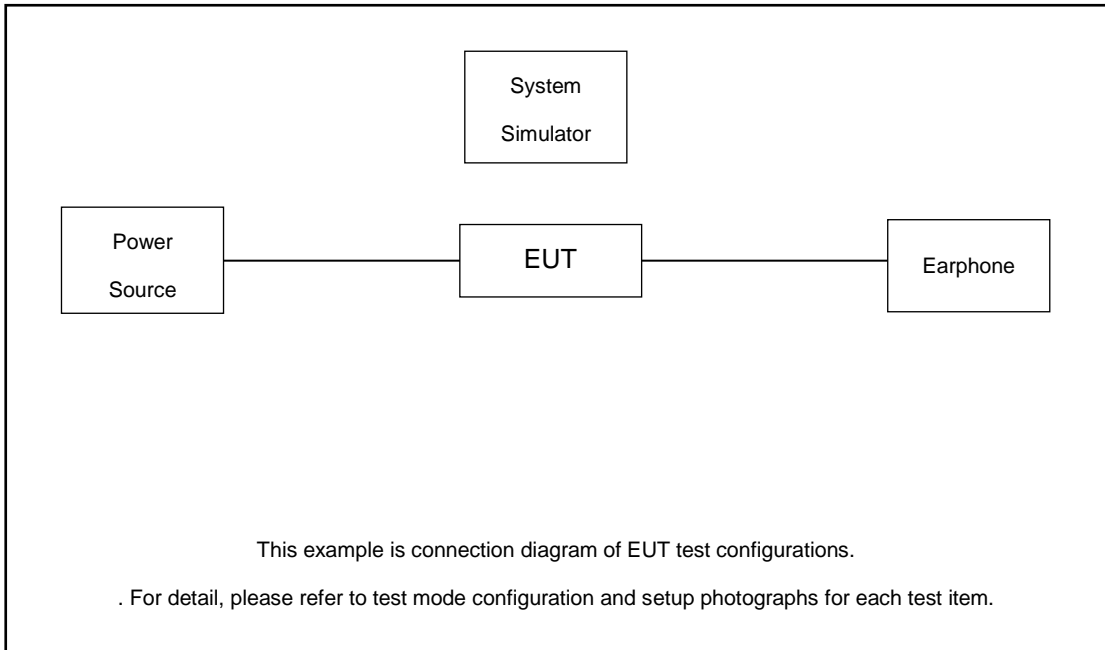 System
Simulator
Power
Source
EUT
Earphone
This example is connection diagram of EUT test configurations.
. For detail, please refer to test mode configuration and setup photographs for each test item.